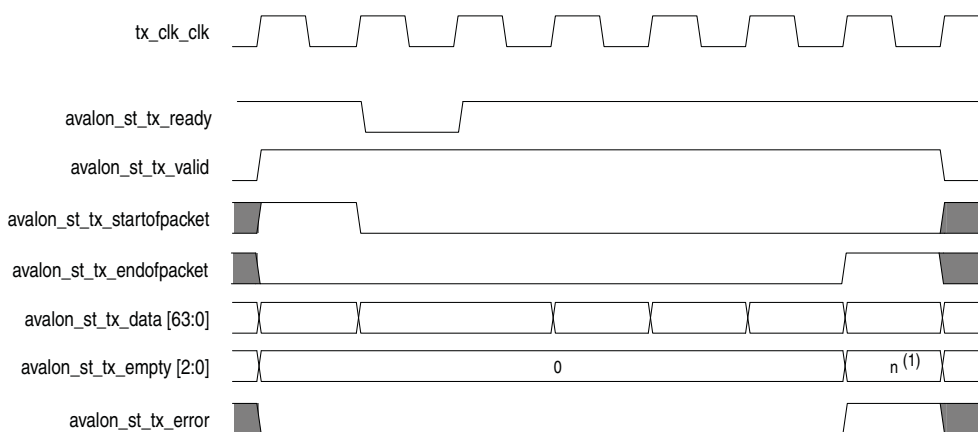 tx_clk_clk
avalon_st_tx_ready
avalon_st_tx_valid
avalon_st_tx_startofpacket
avalon_st_tx_endofpacket
avalon_st_tx_data [63:0]
avalon_st_tx_empty [2:0] 0 n (1)
avalon_st_tx_error